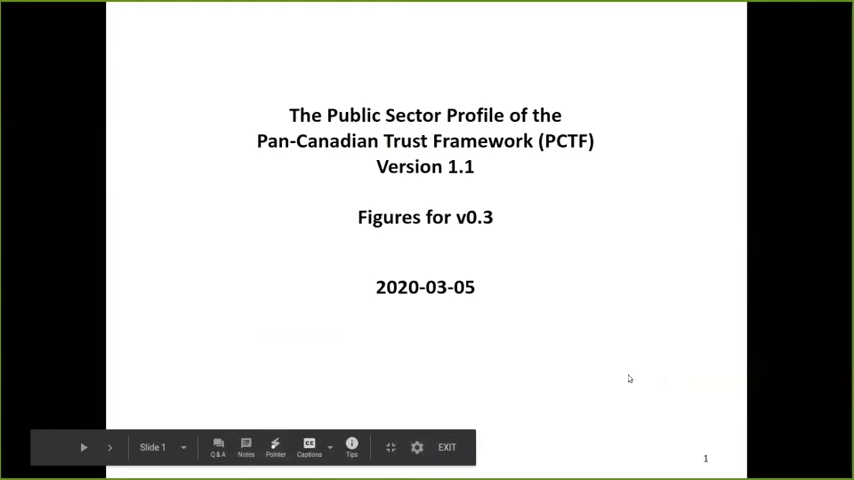 The Public Sector Profile of the
Pan-Canadian Trust Framework (PCTF)
Version 1.1
Figures for v0.3
2020-03-05
Slide 1
Q & A
Notes
Pointer
CC
Captions
Tips
EXIT
1